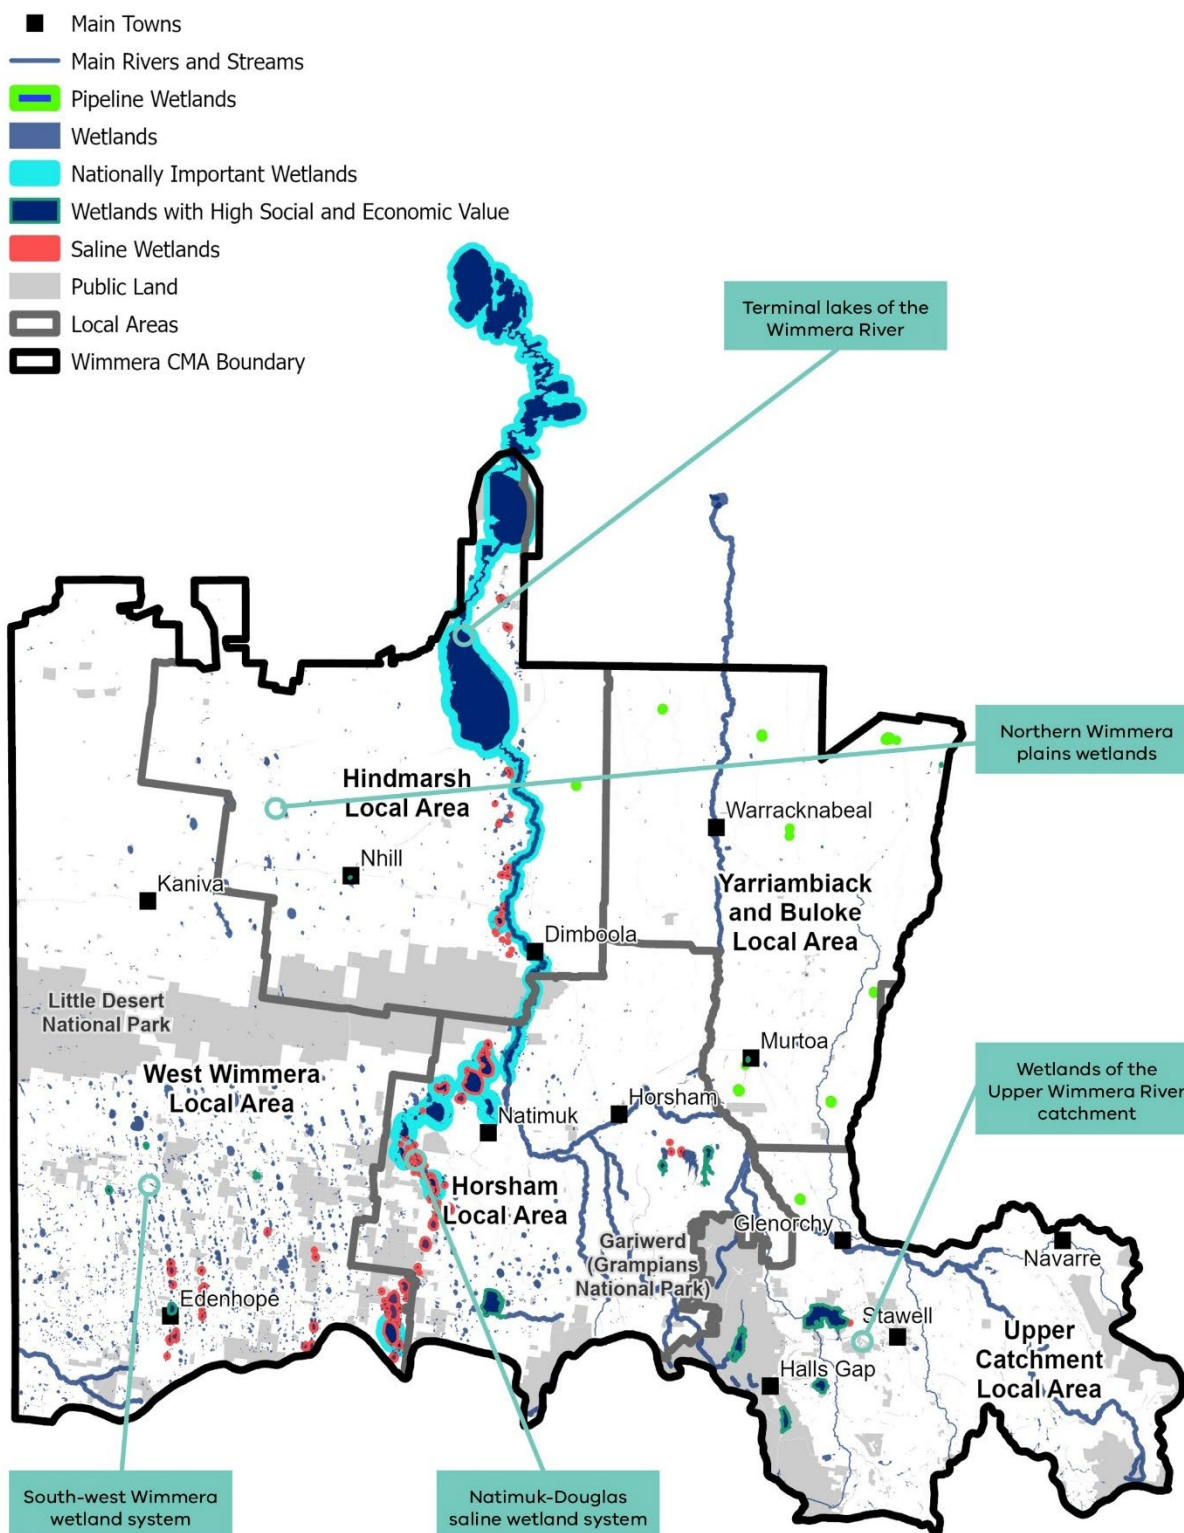 Main Towns
Main Rivers and Streams
Pipeline Wetlands
Wetlands
Nationally Important Wetlands
Wetlands with High Social and Economic Value
Saline Wetlands
Public Land
Local Areas
Wimmera CMA Boundary
Terminal lakes of the
Wimmera River
Northern Wimmera
plains wetlands
Hindmarsh
Local Area
Warracknabeal
Nhill
Kaniva
Yarriambiack
and Buloke
Local Area
Dimboola
Little Desert
National Park
Murtoa
West Wimmera
Local Area
Wetlands of the
Upper Wimmera River
catchment
Horsham
Natimuk
Horsham
Local Area
Glenorchy
Navarre
Gariwerd
(Grampians
National Park)
Edenhope
Stawell
Upper
Catchment
Local Area
Halls Gap
South-west Wimmera
wetland system
Natimuk-Douglas
saline wetland system